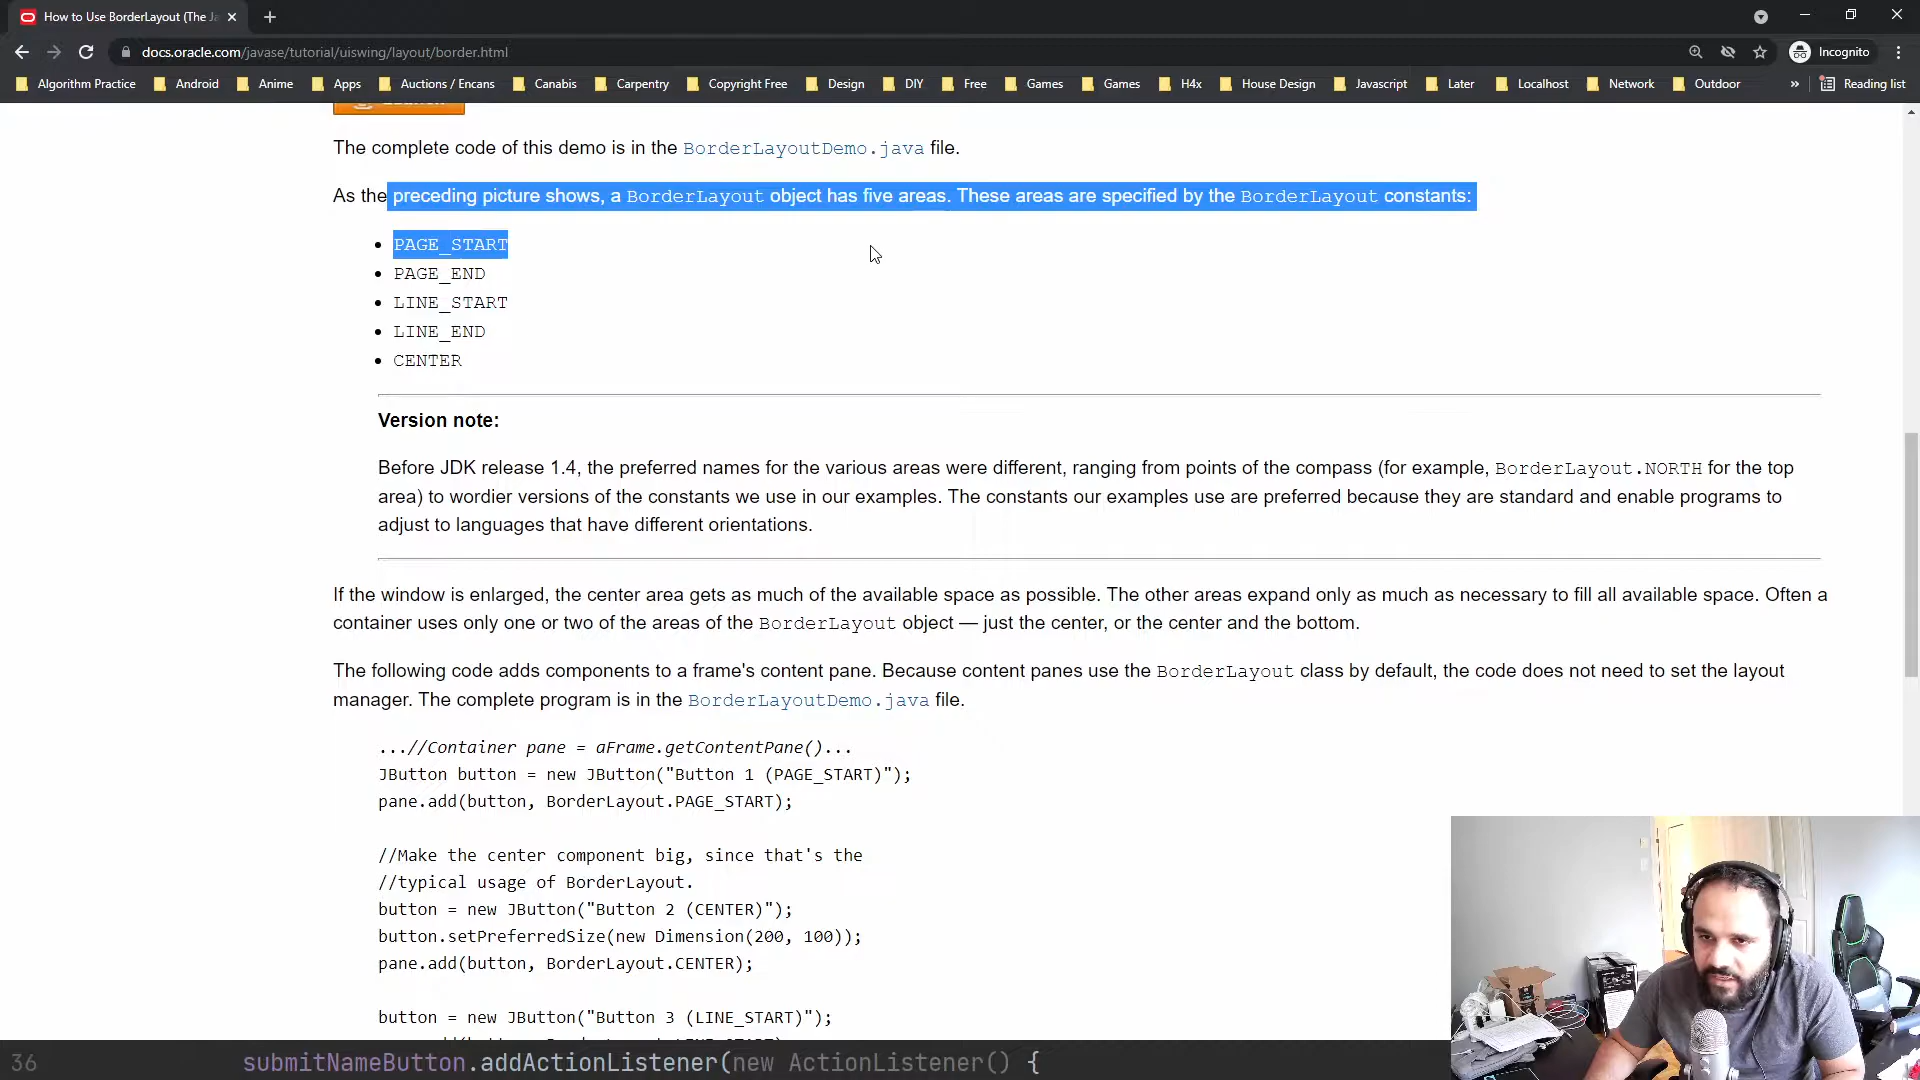 How to Use BorderLayout (The Ja
docs.oracle.com/javase/tutorial/uiswing/layout/border.html
Incognito
Algorithm Practice Android Anime Apps Auctions / Encans Canabis Carpentry Copyright Free Design DIY Free Games Games H4x House Design Javascript Later Localhost Network Outdoor » Reading list
The complete code of this demo is in the BorderLayoutDemo.java file.
As the preceding picture shows, a BorderLayout object has five areas. These areas are specified by the BorderLayout constants:
• PAGE_START
• PAGE_END
• LINE_START
• LINE_END
• CENTER
Version note:
Before JDK release 1.4, the preferred names for the various areas were different, ranging from points of the compass (for example, BorderLayout.NORTH for the top
area) to wordier versions of the constants we use in our examples. The constants our examples use are preferred because they are standard and enable programs to
adjust to languages that have different orientations.
If the window is enlarged, the center area gets as much of the available space as possible. The other areas expand only as much as necessary to fill all available space. Often a
container uses only one or two of the areas of the BorderLayout object — just the center, or the center and the bottom.
The following code adds components to a frame's content pane. Because content panes use the BorderLayout class by default, the code does not need to set the layout
manager. The complete program is in the BorderLayoutDemo.java file.
...//Container pane = aFrame.getContentPane()...
JButton button = new JButton("Button 1 (PAGE_START)");
pane.add(button, BorderLayout.PAGE_START);
//Make the center component big, since that's the
//typical usage of BorderLayout.
button = new JButton("Button 2 (CENTER)");
button.setPreferredSize(new Dimension(200, 100));
pane.add(button, BorderLayout.CENTER);
button = new JButton("Button 3 (LINE_START)");
36 submitNameButton.addActionListener(new ActionListener() {